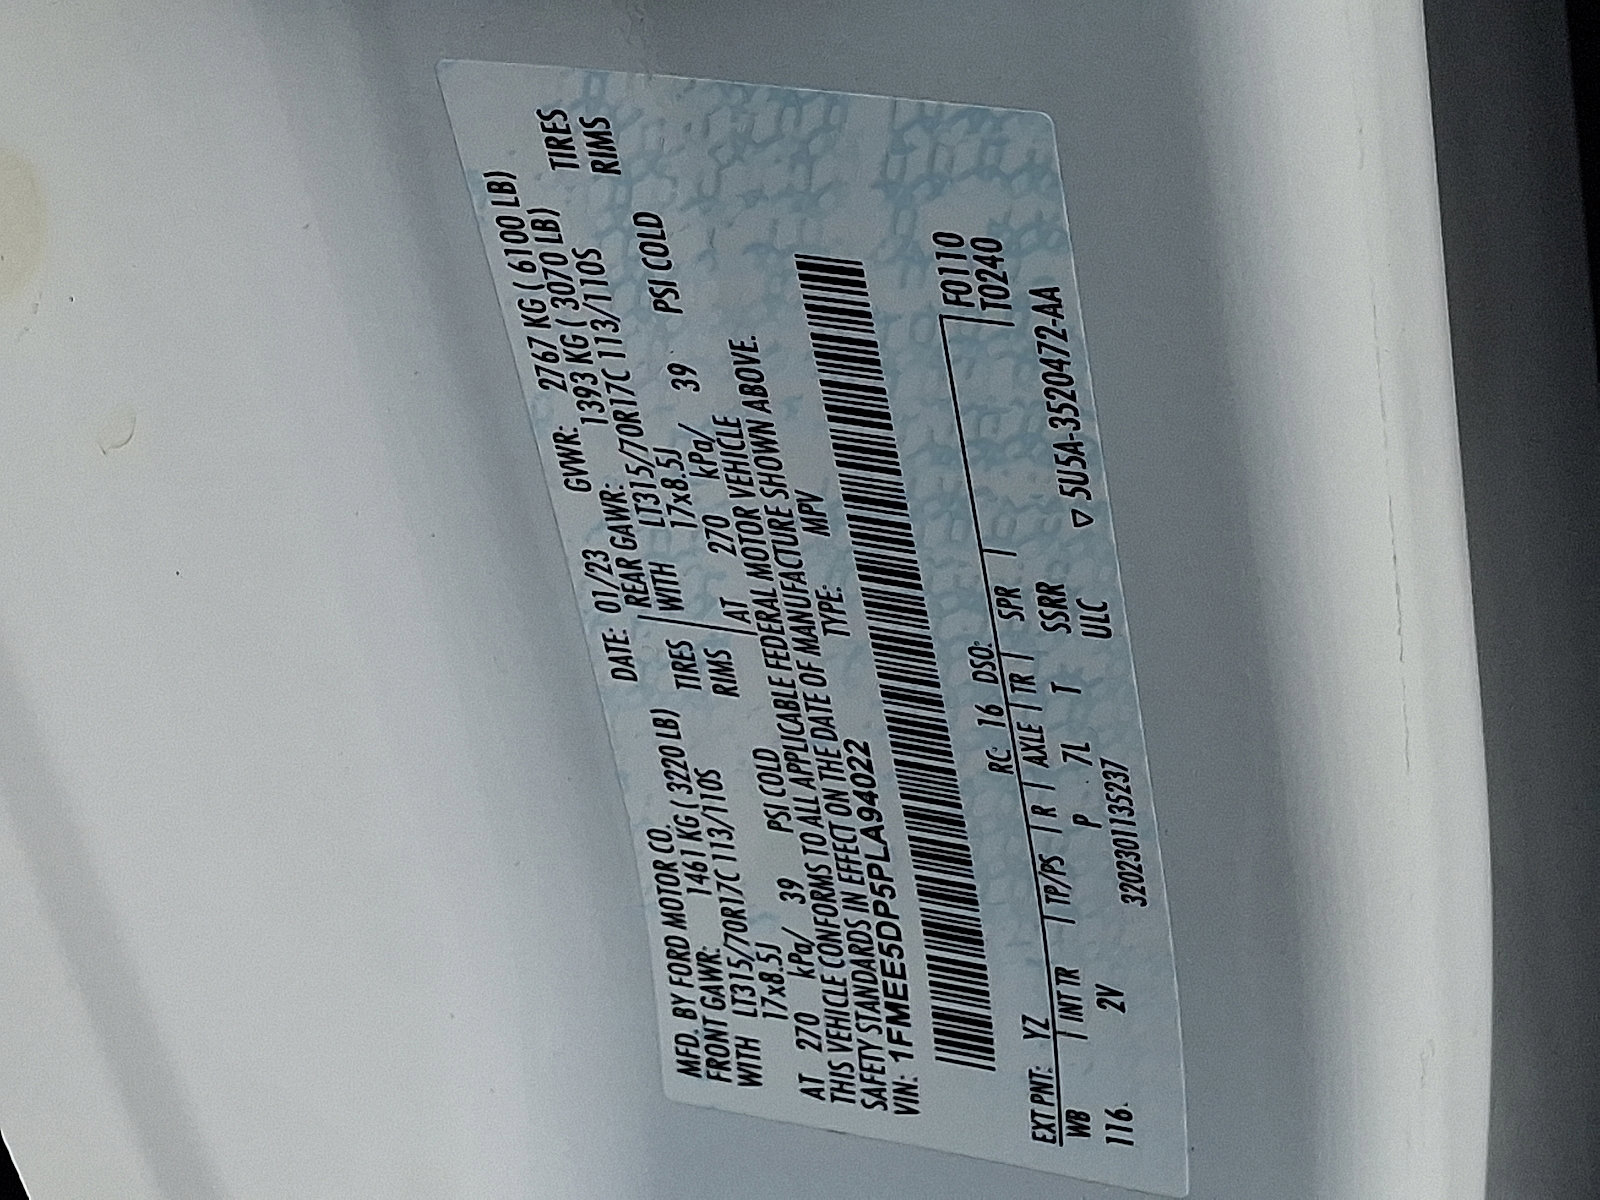 MFD. BY FORD MOTOR CO. DATE: 01/23 GVWR: 2767 KG ( 6100 LB)
FRONT GAWR: 1461 KG ( 3220 LB) REAR GAWR: 1393 KG ( 3070 LB)
WITH LT315/70R17C 113/110S TIRES WITH LT315/70R17C 113/110S TIRES
17x8.5J RIMS 17x8.5J RIMS
AT 270 kPa/ 39 PSI COLD AT 270 kPa/ 39 PSI COLD
THIS VEHICLE CONFORMS TO ALL APPLICABLE FEDERAL MOTOR VEHICLE
SAFETY STANDARDS IN EFFECT ON THE DATE OF MANUFACTURE SHOWN ABOVE.
VIN: 1FMEE5DP5PLA94022 TYPE: MPV
F0110
T0240
EXT PNT: YZ RC: 16 DSO:
WB INT TR TP/PS R AXLE TR SPR
116. 2V P 7L T SSRR
ULC
3202301135237 ▽ 5U5A-3520472-AA